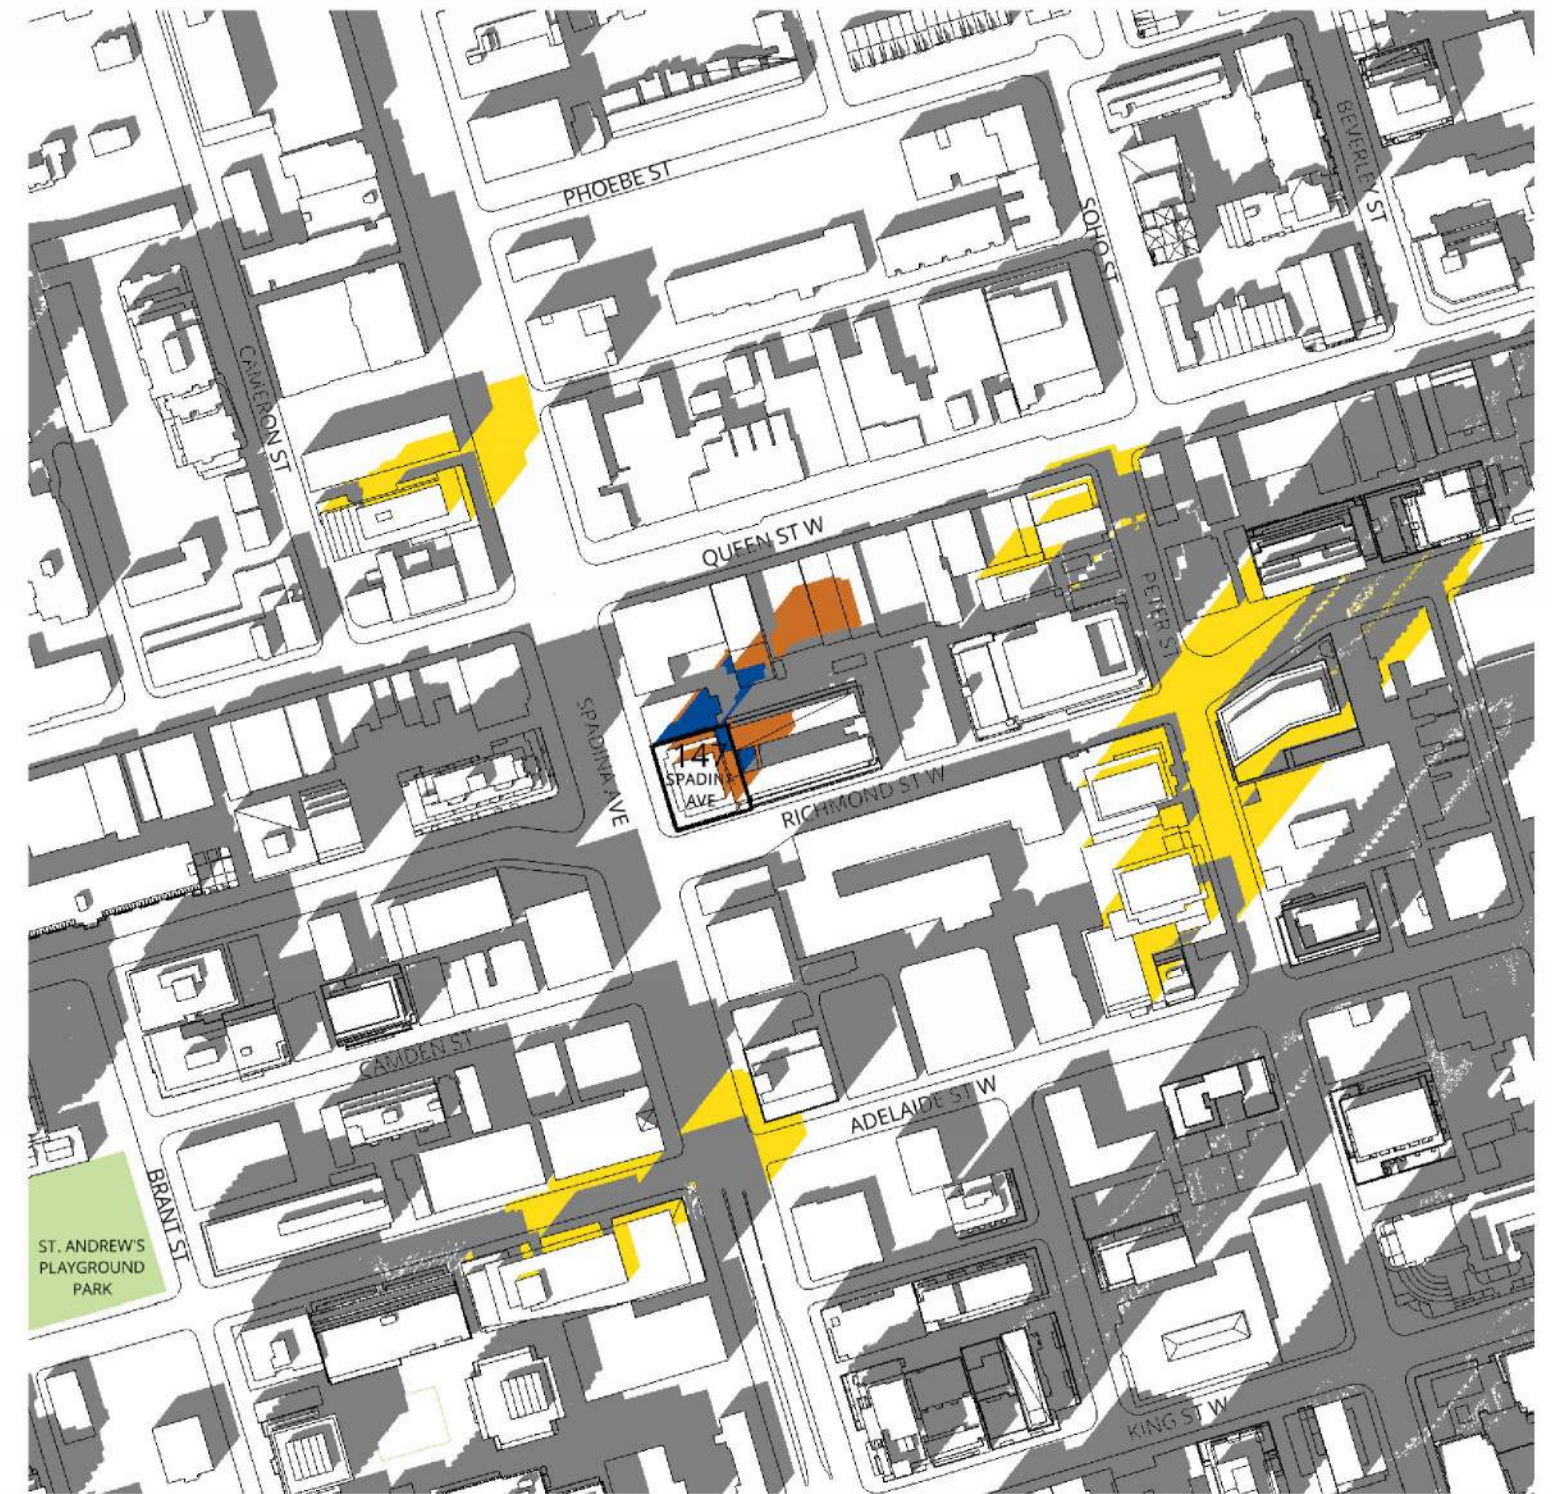 PHOEBE ST
BEVERLEY ST
SOHO ST
CAMERON ST
QUEEN ST W
PETER ST
SPADINA AVE
SPADINA
AVE
RICHMOND ST W
CAMDEN ST
ADELAIDE ST W
BRANT ST
ST. ANDREW'S
PLAYGROUND
PARK
KING ST W